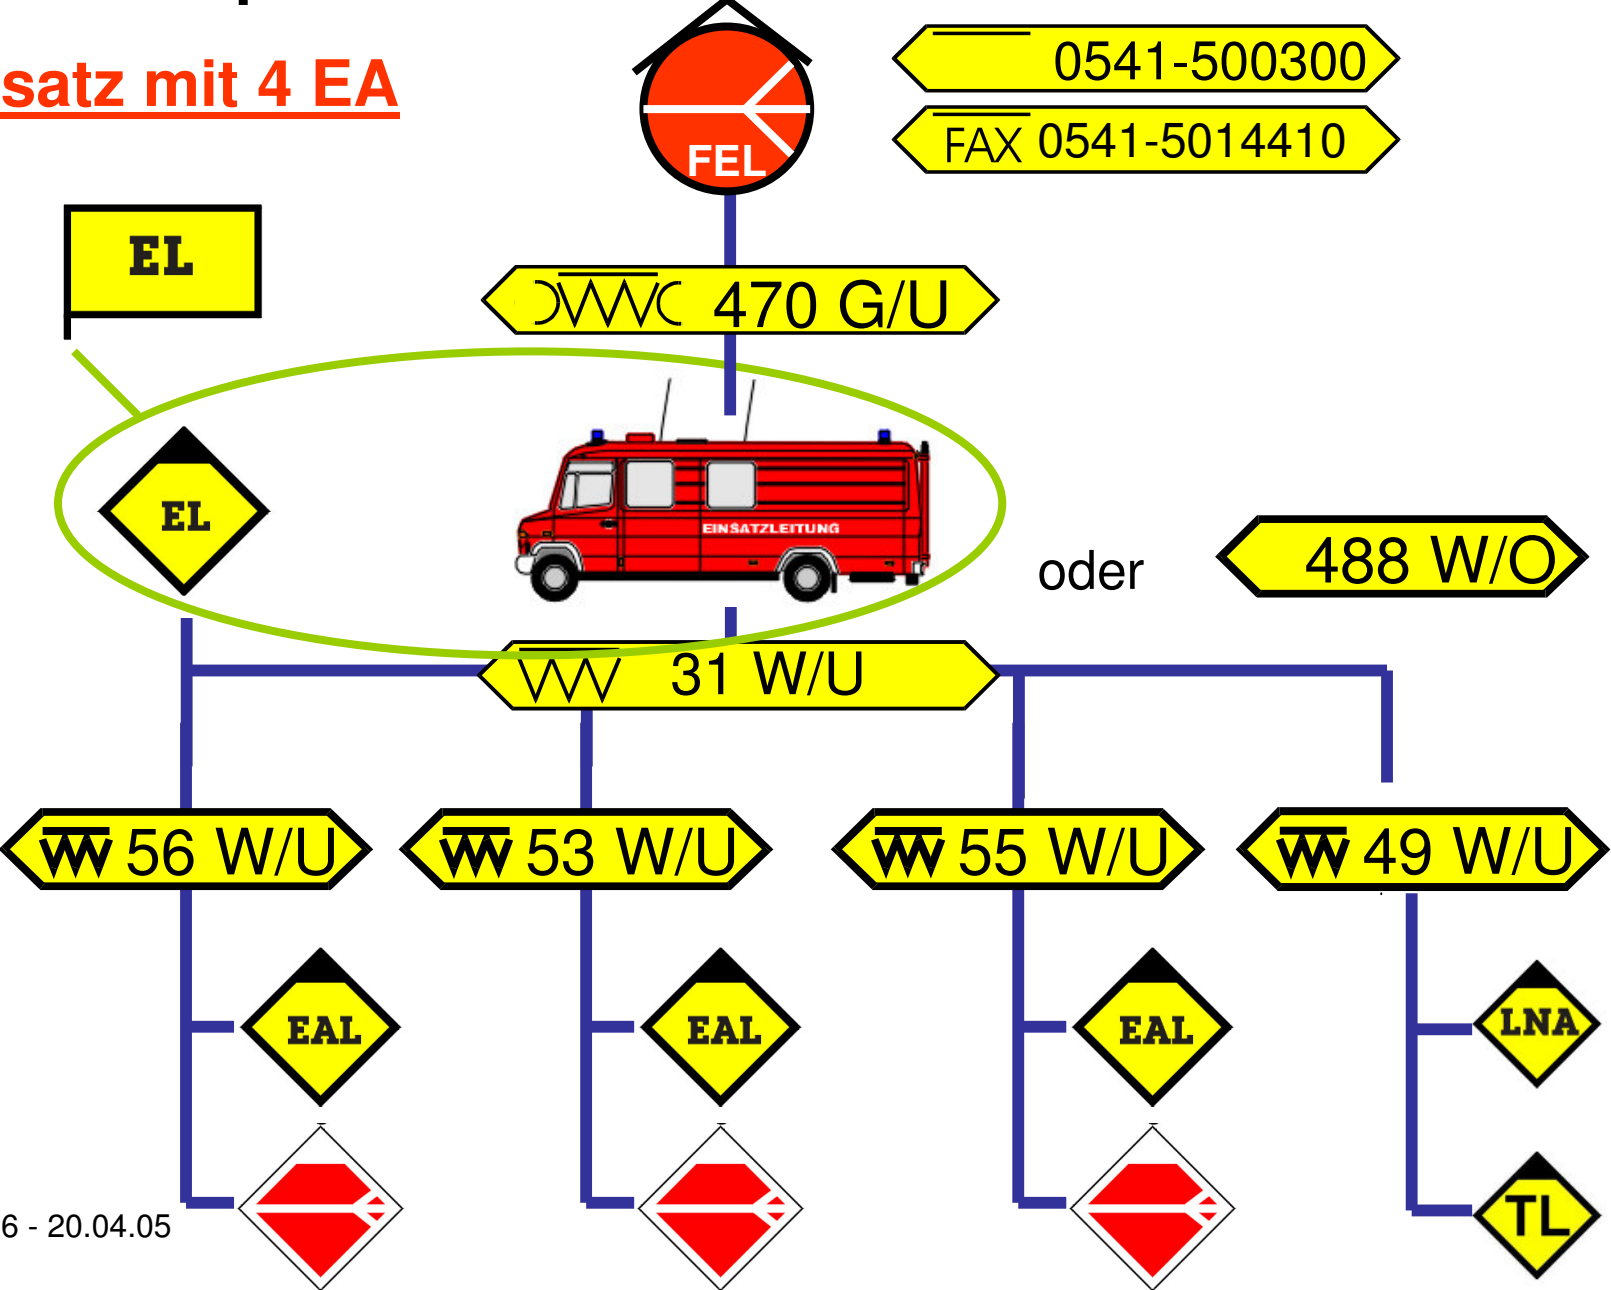 satz mit 4 EA
FEL
0541-500300
FAX 0541-5014410
EL
470 G/U
EL
EINSATZLEITUNG
oder
488 W/O
31 W/U
56 W/U
53 W/U
55 W/U
49 W/U
EAL
EAL
EAL
LNA
TL
6 - 20.04.05